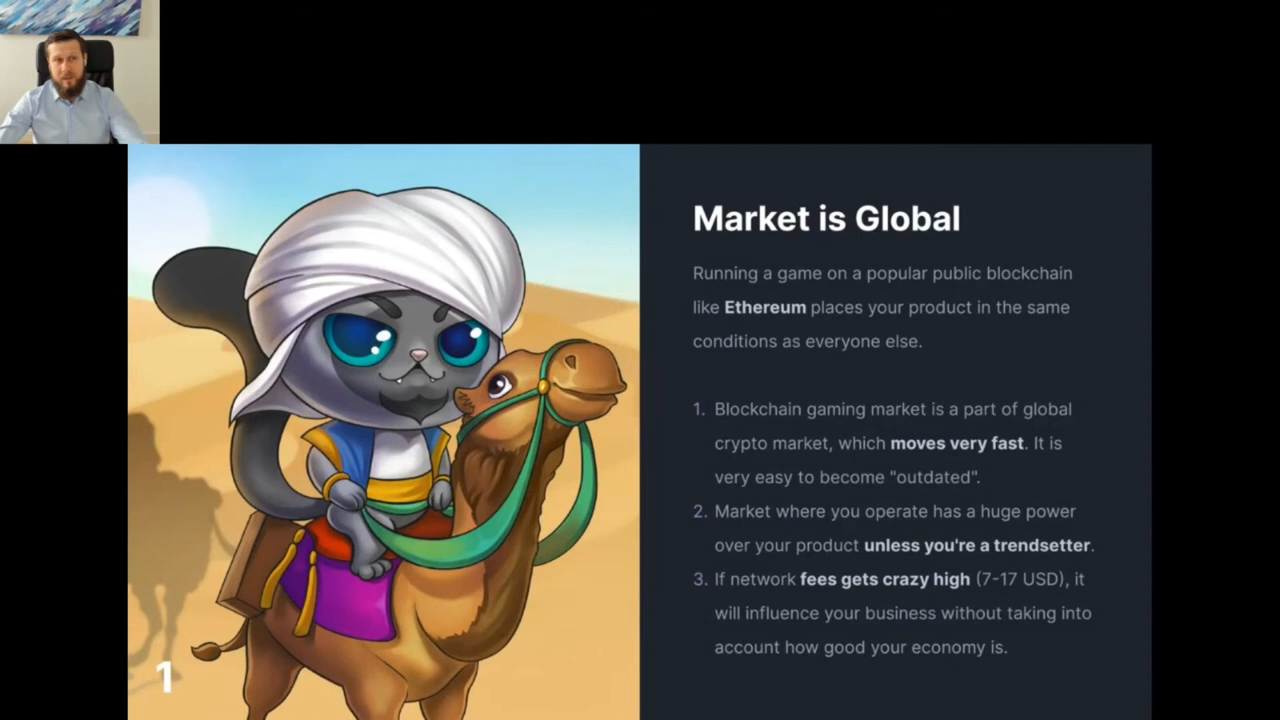 Market is Global
Running a game on a popular public blockchain
like Ethereum places your product in the same
conditions as everyone else.
1. Blockchain gaming market is a part of global
crypto market, which moves very fast. It is
very easy to become "outdated".
2. Market where you operate has a huge power
over your product unless you're a trendsetter.
3. If network fees gets crazy high (7-17 USD), it
will influence your business without taking into
account how good your economy is.
1